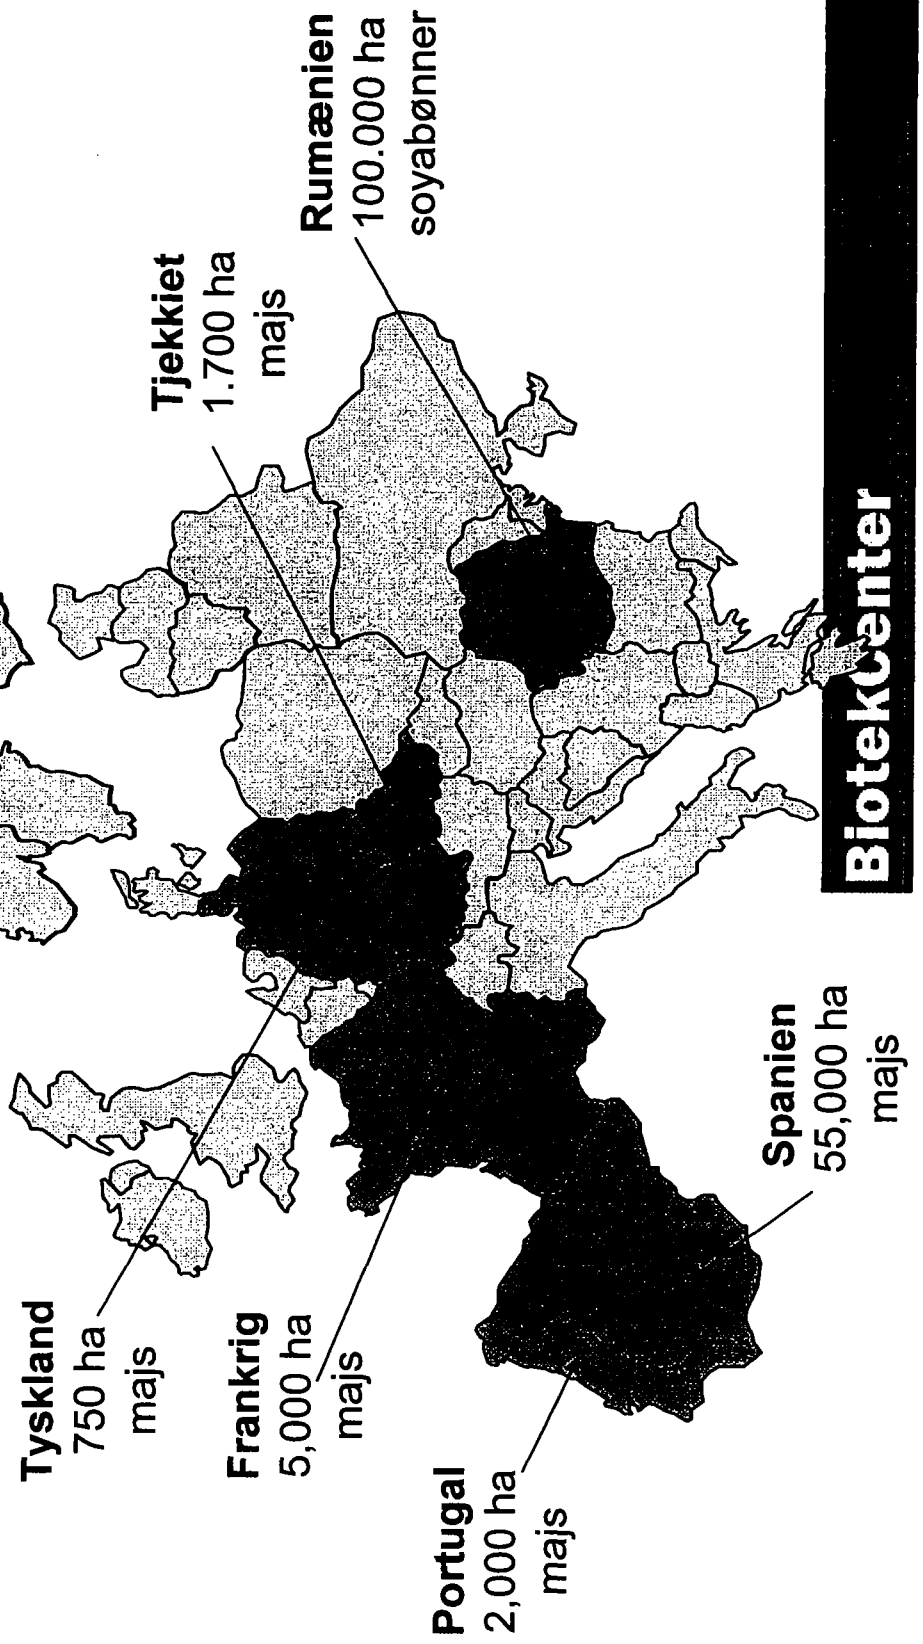 Tyskland
750 ha
majs
Frankrig
5,000 ha
majs
Portugal
2,000 ha
majs
Tjekkiet
1.700 ha
majs
Rumænien
100.000 ha
soyabønner
Spanien
55,000 ha
majs
Biotekcenter